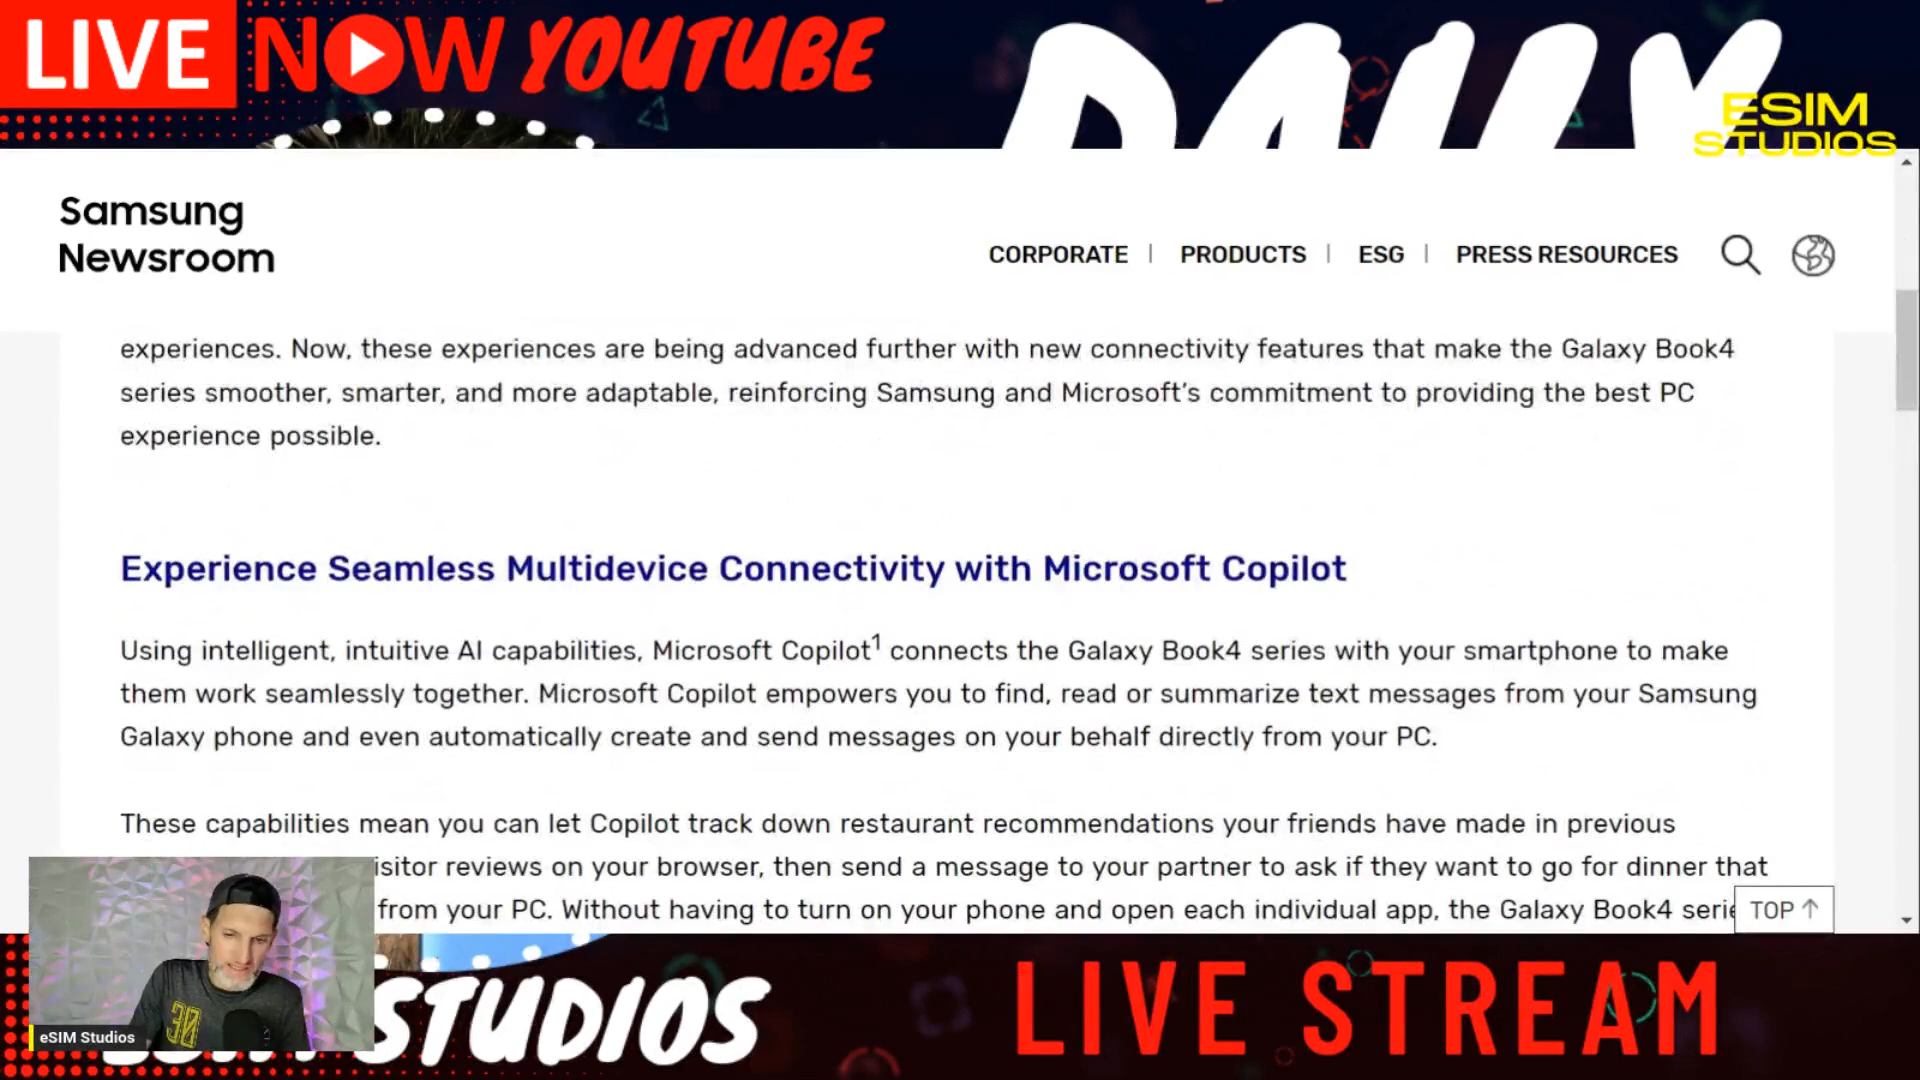 LIVE NOW YOUTUBE
DAILY
ESIM
STUDIOS
Samsung
Newsroom
CORPORATE | PRODUCTS | ESG | PRESS RESOURCES
experiences. Now, these experiences are being advanced further with new connectivity features that make the Galaxy Book4
series smoother, smarter, and more adaptable, reinforcing Samsung and Microsoft’s commitment to providing the best PC
experience possible.
Experience Seamless Multidevice Connectivity with Microsoft Copilot
Using intelligent, intuitive AI capabilities, Microsoft Copilot1 connects the Galaxy Book4 series with your smartphone to make
them work seamlessly together. Microsoft Copilot empowers you to find, read or summarize text messages from your Samsung
Galaxy phone and even automatically create and send messages on your behalf directly from your PC.
These capabilities mean you can let Copilot track down restaurant recommendations your friends have made in previous
isitor reviews on your browser, then send a message to your partner to ask if they want to go for dinner that
from your PC. Without having to turn on your phone and open each individual app, the Galaxy Book4 serie
TOP ↑
30
eSIM Studios
STUDIOS
LIVE STREAM